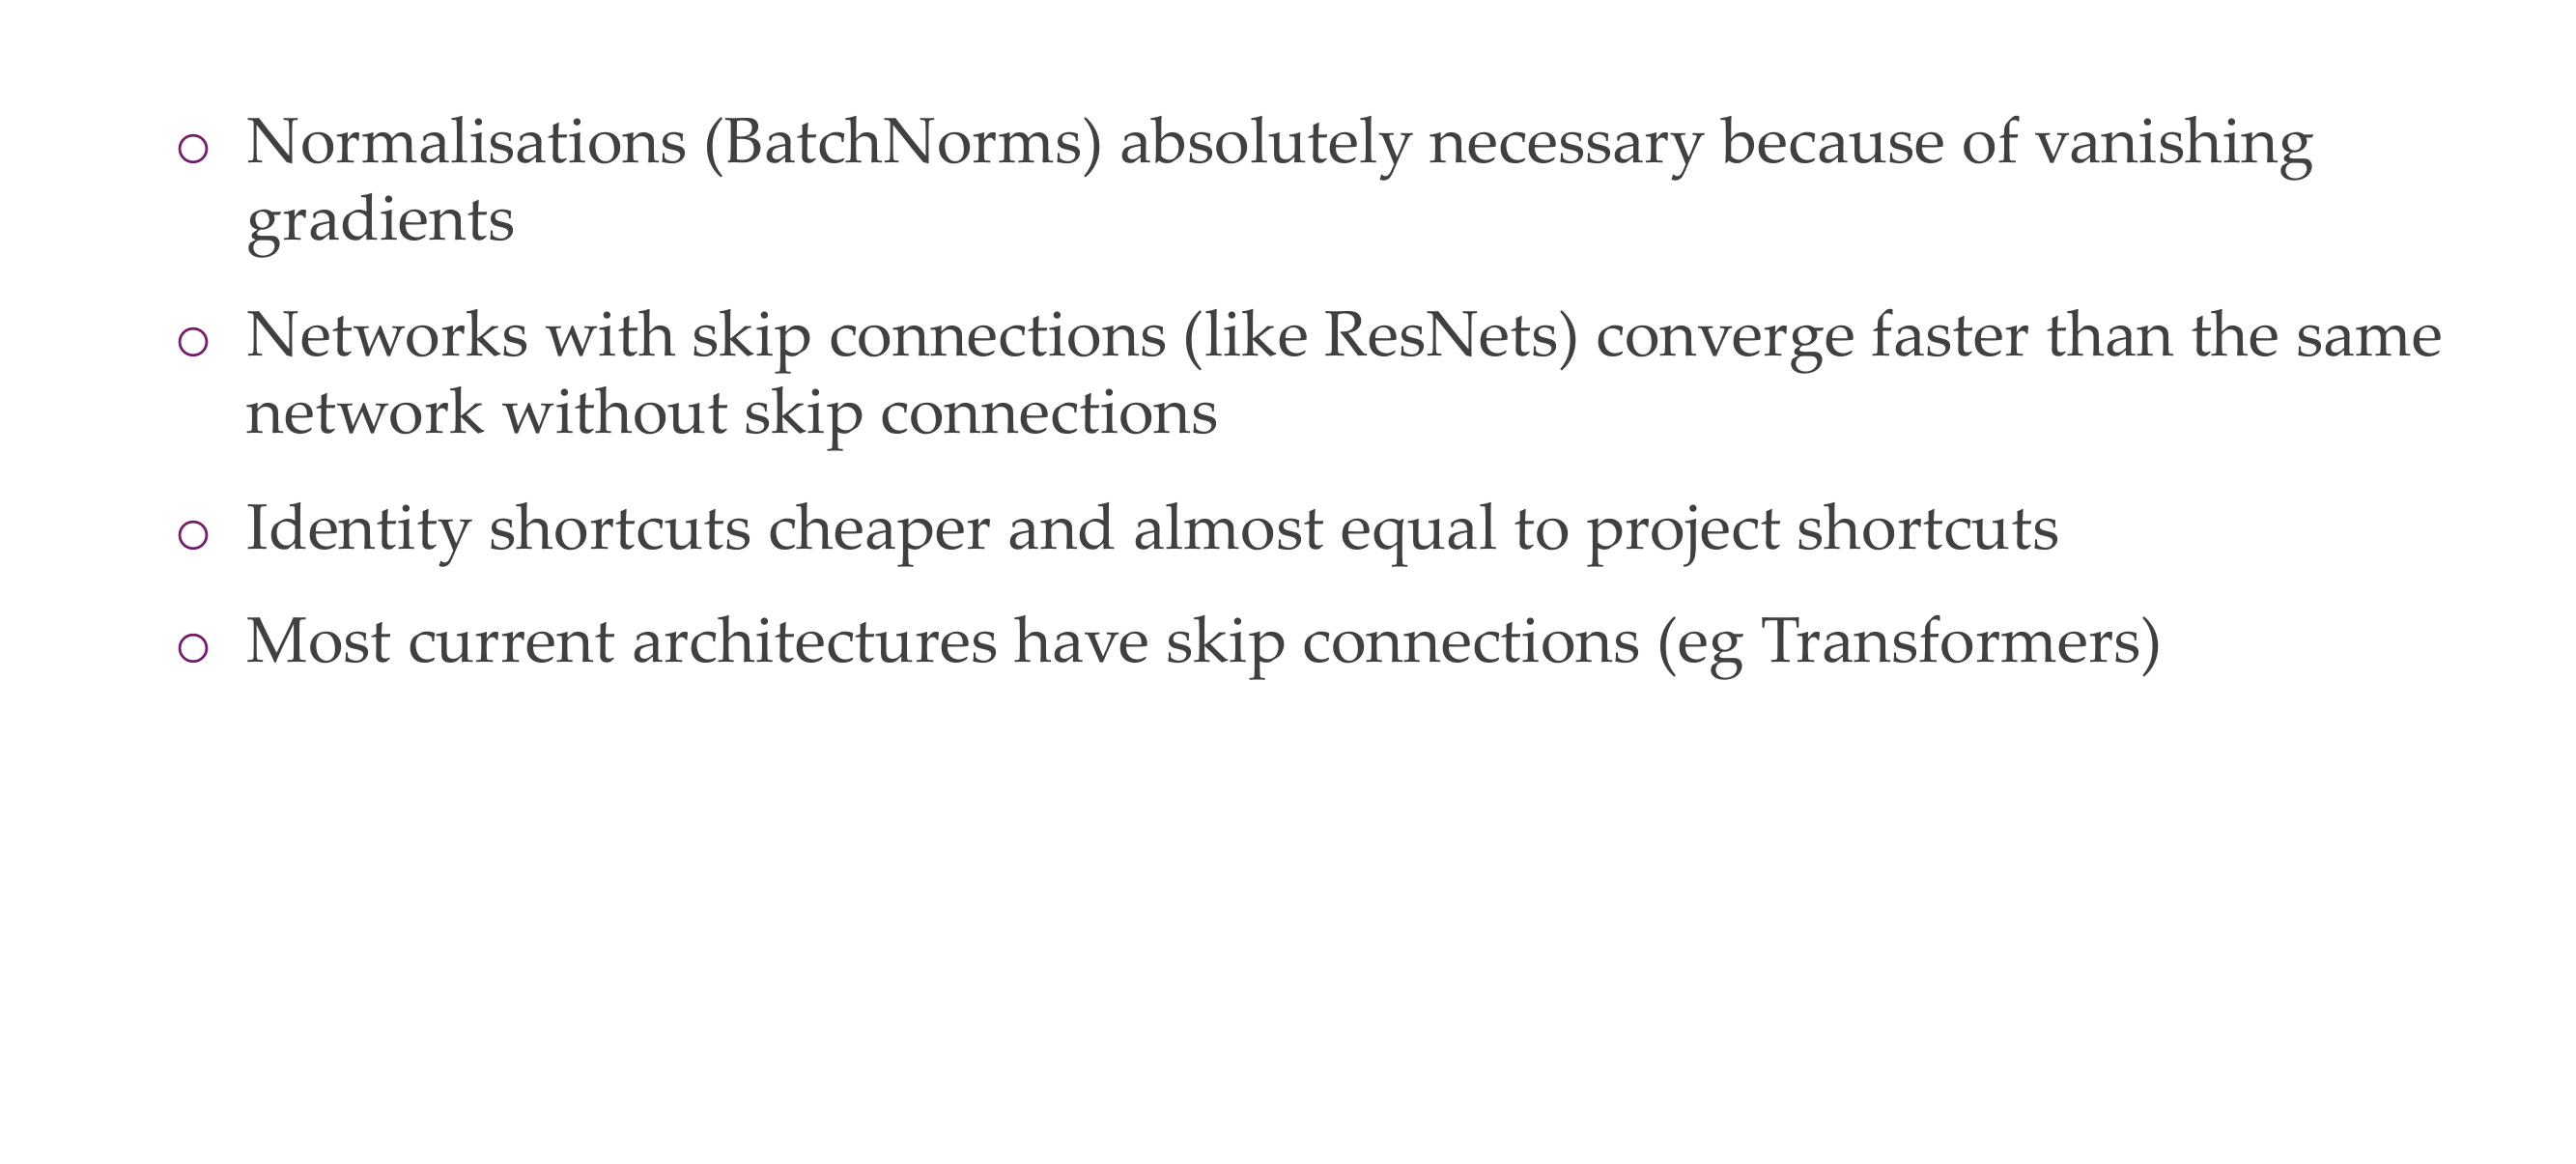 Normalisations (BatchNorms) absolutely necessary because of vanishing
gradients
Networks with skip connections (like ResNets) converge faster than the same
network without skip connections
Identity shortcuts cheaper and almost equal to project shortcuts
Most current architectures have skip connections (eg Transformers)